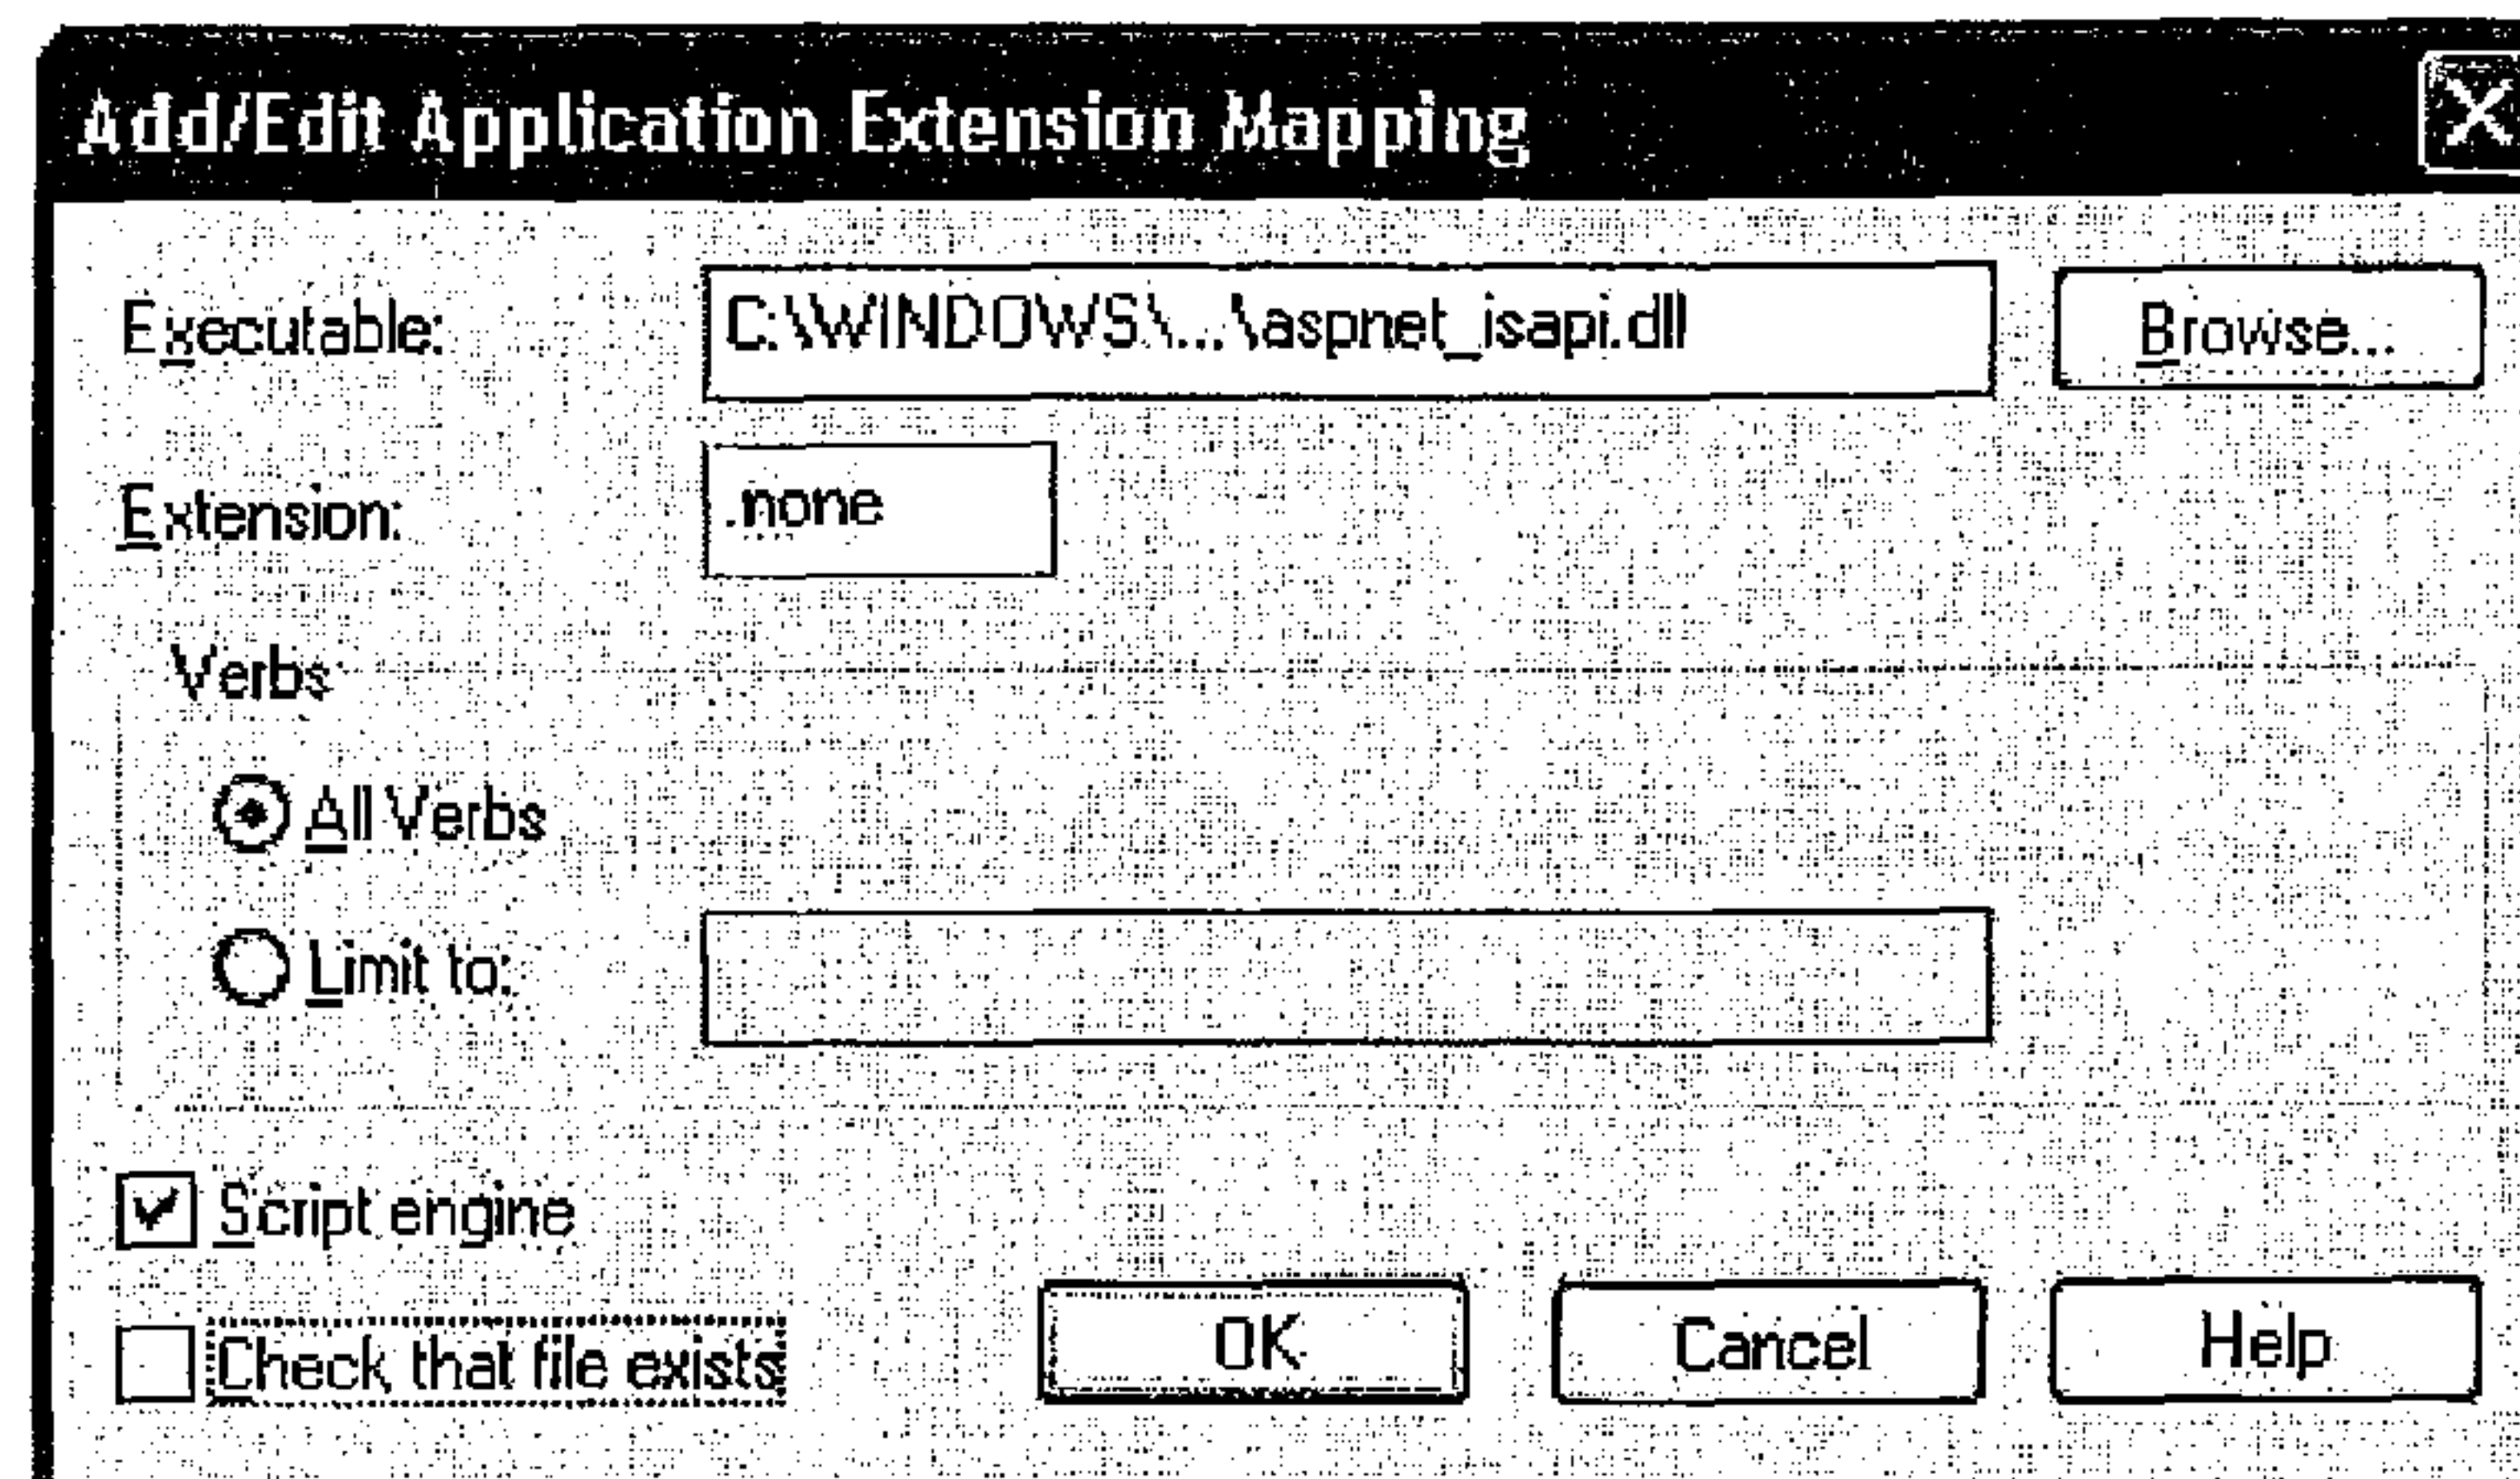 Add/Edit Application Extension Mapping
Executable: C:\WINDOWS\...\aspnet_isapi.dll Browse...
Extension: .none
Verbs
All Verbs
Limit to:
Script engine
Check that file exists OK Cancel Help